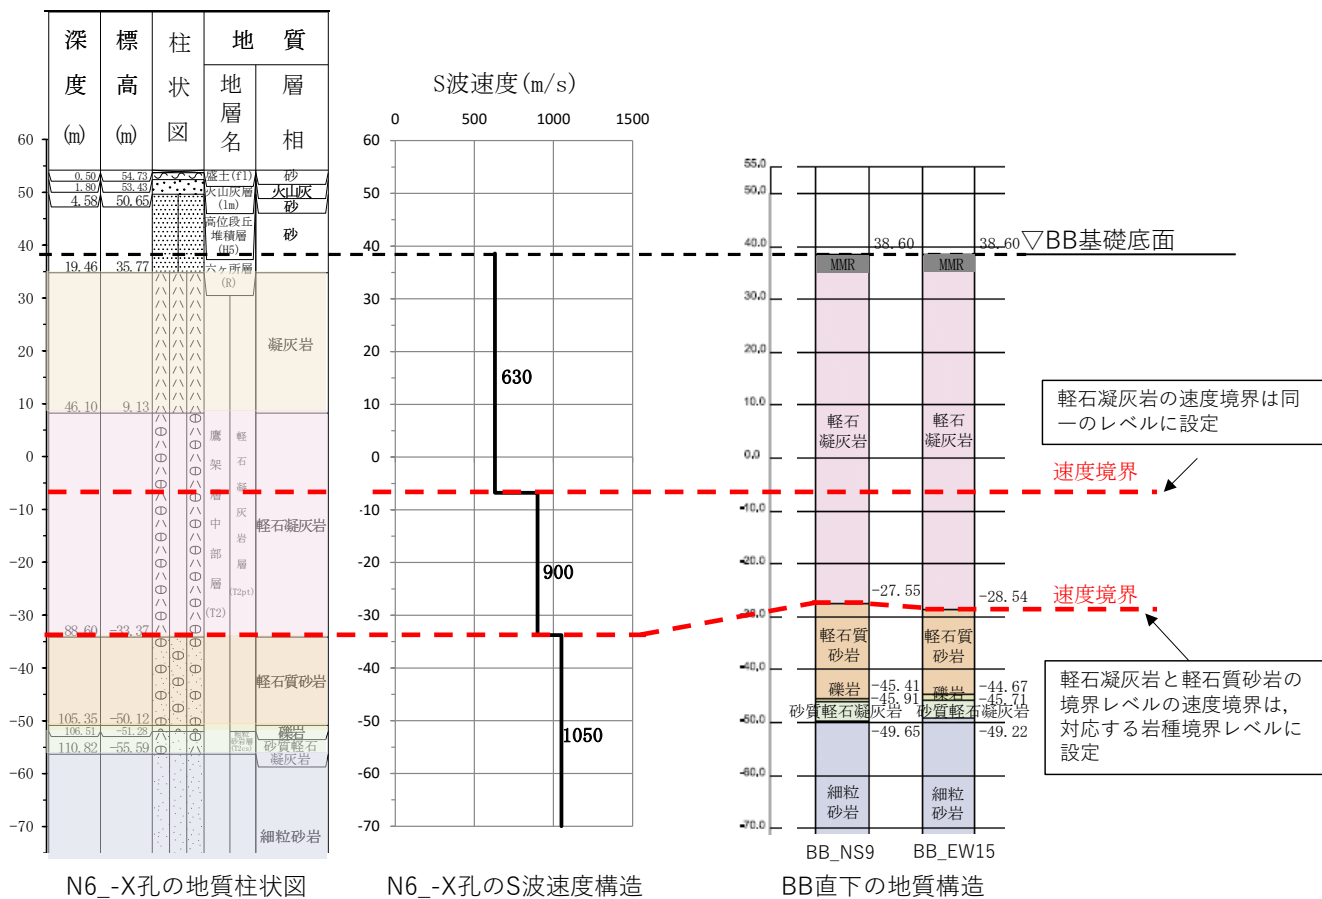 深度(m)
標高(m)
柱状図
地 質
地層名
層相
60
50
40
30
20
10
0
-10
-20
-30
-40
-50
-60
-70
0.50 54.73 盛土(fl) 砂
1.80 53.43 火山灰層(lm) 火山灰
4.58 50.65 砂
高位段丘
堆積層
(H5)
砂
19.46 35.77 六ヶ所層
(R)
凝灰岩
46.10 9.13
鷹架層中部層(T2)
軽石凝灰岩層(T2pt)
軽石凝灰岩
88.60 -33.37
軽石質砂岩
105.35 -50.12
106.51 -51.28 礫岩
110.82 -55.59 砂質軽石
凝灰岩
細粒砂岩
N6_-X孔の地質柱状図
S波速度(m/s)
0 500 1000 1500
60
50
40
30
20
10
0
-10
-20
-30
-40
-50
-60
-70
630
900
1050
N6_-X孔のS波速度構造
55.0
50.0
40.0
30.0
20.0
10.0
0.0
-10.0
-20.0
-30.0
-40.0
-50.0
-60.0
-70.0
38.60 38.60 ▽BB基礎底面
MMR MMR
軽石
凝灰岩
軽石
凝灰岩
速度境界
-27.55 -28.54 速度境界
軽石質
砂岩
軽石質
砂岩
礫岩 -45.41 礫岩 -44.67
-45.91 -45.71
砂質軽石凝灰岩 砂質軽石凝灰岩
-49.65 -49.22
細粒
砂岩
細粒
砂岩
BB_NS9 BB_EW15
BB直下の地質構造
軽石凝灰岩の速度境界は同
一のレベルに設定
軽石凝灰岩と軽石質砂岩の
境界レベルの速度境界は,
対応する岩種境界レベルに
設定